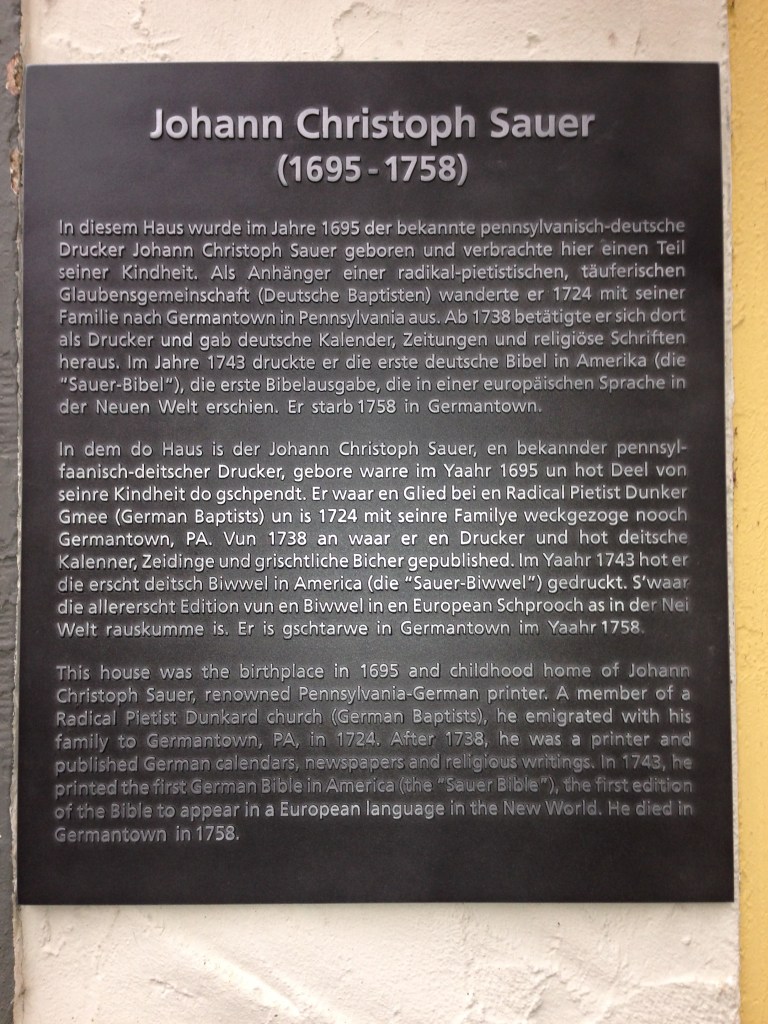 Johann Christoph Sauer
(1695 - 1758)
In diesem Haus wurde im Jahre 1695 der bekannte pennsylvanisch-deutsche
Drucker Johann Christoph Sauer geboren und verbrachte hier einen Teil
seiner Kindheit. Als Anhänger einer radikal-pietistischen, täuferischen
Glaubensgemeinschaft (Deutsche Baptisten) wanderte er 1724 mit seiner
Familie nach Germantown in Pennsylvania aus. Ab 1738 betätigte er sich dort
als Drucker und gab deutsche Kalender, Zeitungen und religiöse Schriften
heraus. Im Jahre 1743 druckte er die erste deutsche Bibel in Amerika (die
“Sauer-Bibel”), die erste Bibelausgabe, die in einer europäischen Sprache in
der Neuen Welt erschien. Er starb 1758 in Germantown.
In dem do Haus is der Johann Christoph Sauer, en bekannder pennsyl-
faanisch-deitscher Drucker, gebore warre im Yaahr 1695 un hot Deel von
seinre Kindheit do gschpendt. Er waar en Glied bei en Radical Pietist Dunker
Gmee (German Baptists) un is 1724 mit seinre Familye weckgezoge nooch
Germantown, PA. Vun 1738 an waar er en Drucker und hot deitsche
Kalenner, Zeidinge und grischtliche Bicher gepublished. Im Yaahr 1743 hot er
die erscht deitsch Biwwel in America (die “Sauer-Biwwel”) gedruckt. S’waar
die allererscht Edition vun en Biwwel in en European Schprooch as in der Nei
Welt rauskumme is. Er is gschtarwe in Germantown im Yaahr 1758.
This house was the birthplace in 1695 and childhood home of Johann
Christoph Sauer, renowned Pennsylvania-German printer. A member of a
Radical Pietist Dunkard church (German Baptists), he emigrated with his
family to Germantown, PA, in 1724. After 1738, he was a printer and
published German calendars, newspapers and religious writings. In 1743, he
printed the first German Bible in America (the “Sauer Bible”), the first edition
of the Bible to appear in a European language in the New World. He died in
Germantown in 1758.